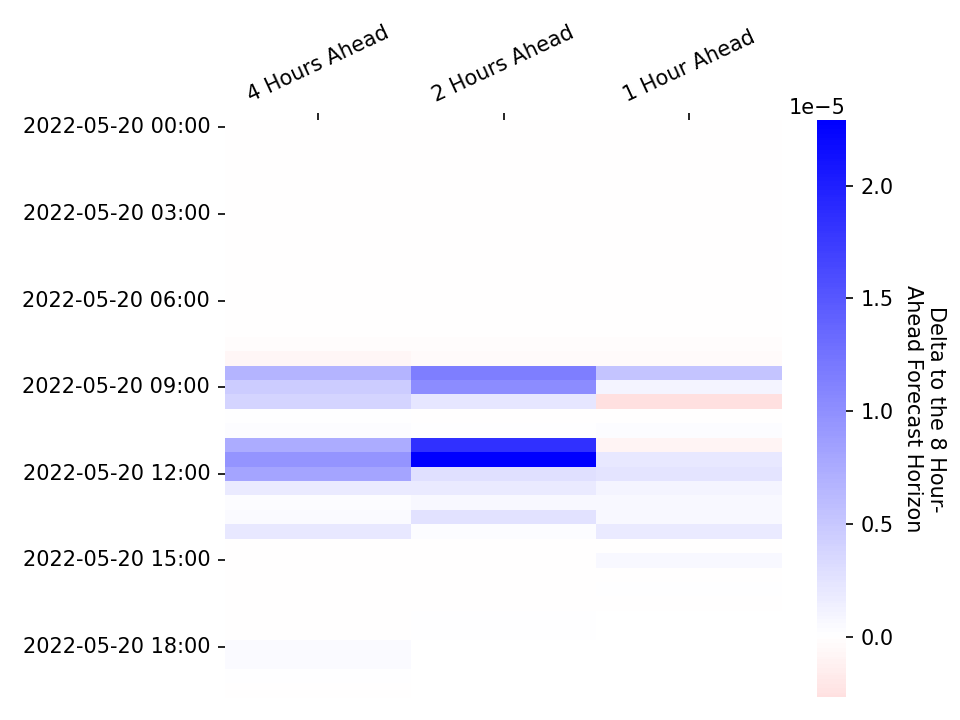 4 Hours Ahead
2 Hours Ahead
1 Hour Ahead
1e−5
2022-05-20 00:00
2022-05-20 03:00
2022-05-20 06:00
2022-05-20 09:00
2022-05-20 12:00
2022-05-20 15:00
2022-05-20 18:00
2.0
1.5
1.0
0.5
0.0
Delta to the 8 Hour-
Ahead Forecast Horizon